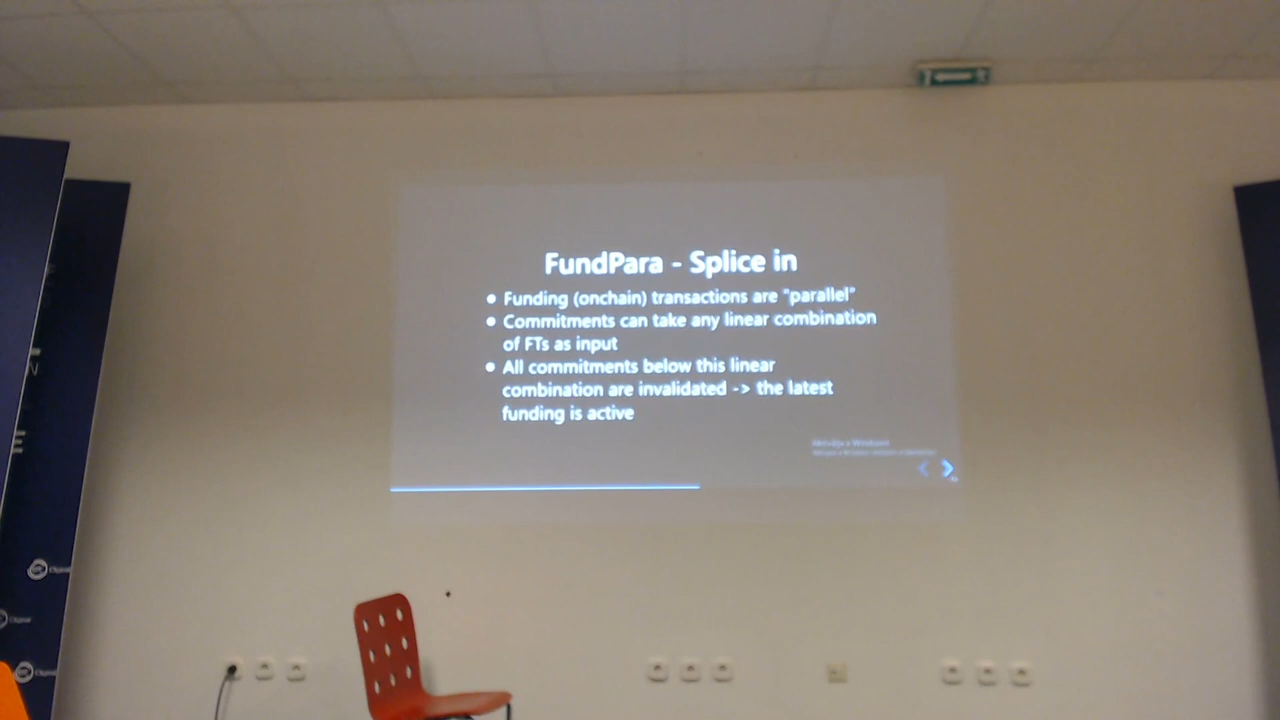 FundPara - Splice in
• Funding (onchain) transactions are "parallel"
• Commitments can take any linear combination
of FTs as input
• All commitments below this linear
combination are invalidated -> the latest
funding is active